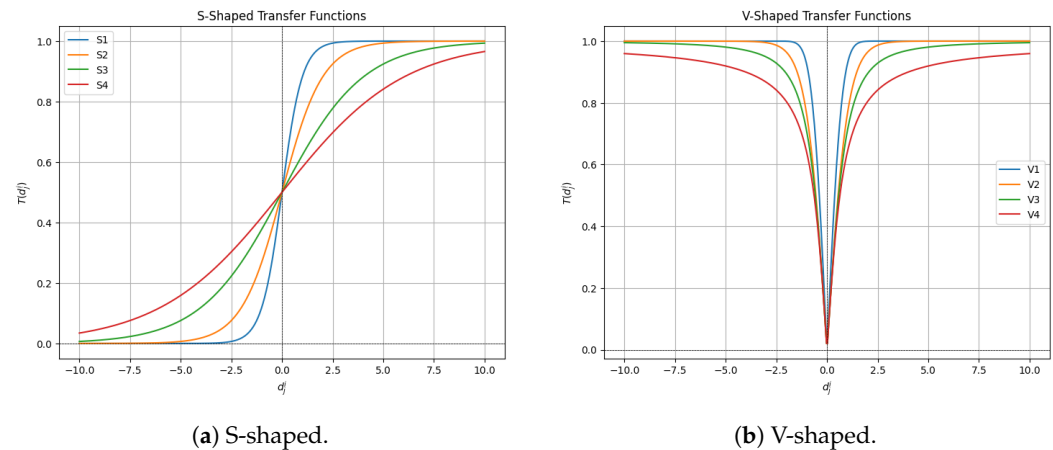 S-Shaped Transfer Functions
1.0
0.8
0.6
0.4
0.2
0.0
T(d_j^i)
S1
S2
S3
S4
−10.0 −7.5 −5.0 −2.5 0.0 2.5 5.0 7.5 10.0
d_j^i
(a) S-shaped.
V-Shaped Transfer Functions
1.0
0.8
0.6
0.4
0.2
0.0
T(d_j^i)
V1
V2
V3
V4
−10.0 −7.5 −5.0 −2.5 0.0 2.5 5.0 7.5 10.0
d_j^i
(b) V-shaped.